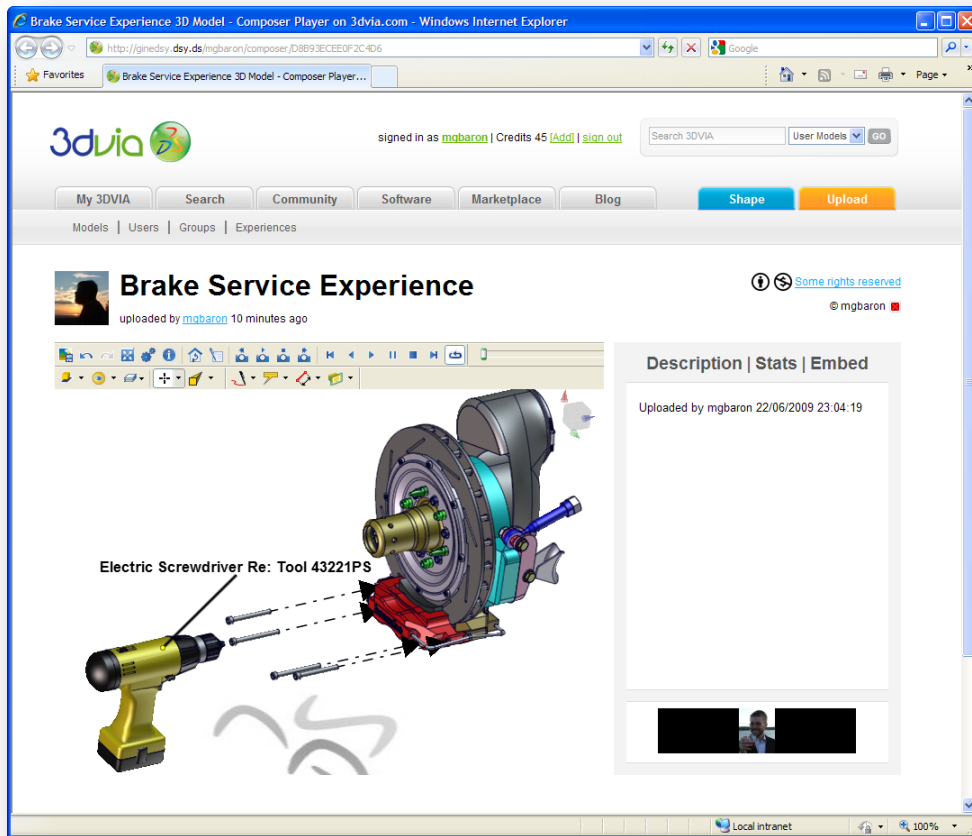 Brake Service Experience 3D Model - Composer Player on 3dvia.com - Windows Internet Explorer
http://ginedsy.dsy.ds/mgbaron/composer/D8B93ECEE0F2C4D6
Google
Favorites
Brake Service Experience 3D Model - Composer Player...
Page
»
3dvia
signed in as mgbaron | Credits 45 [Add] | sign out
Search 3DVIA
User Models
GO
My 3DVIA
Search
Community
Software
Marketplace
Blog
Shape
Upload
Models | Users | Groups | Experiences
Brake Service Experience
Some rights reserved
uploaded by mgbaron 10 minutes ago
© mgbaron
Description | Stats | Embed
Uploaded by mgbaron 22/06/2009 23:04:19
Electric Screwdriver Re: Tool 43221PS
Local intranet
100%